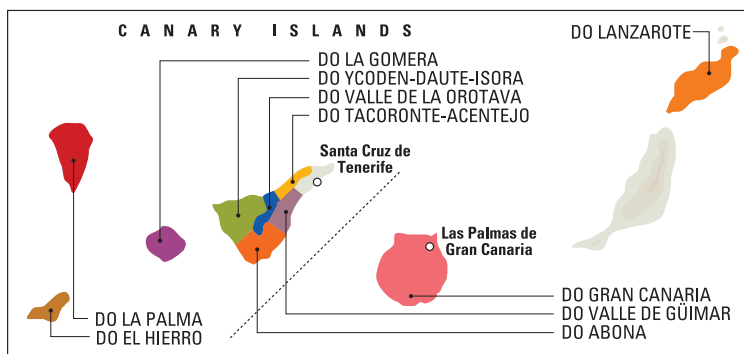 CANARY ISLANDS
DO LANZAROTE
DO LA GOMERA
DO YCODEN-DAUTE-ISORA
DO VALLE DE LA OROTAVA
DO TACORONTE-ACENTEJO
Santa Cruz de
Tenerife
Las Palmas de
Gran Canaria
DO GRAN CANARIA
DO VALLE DE GÜIMAR
DO ABONA
DO LA PALMA
DO EL HIERRO